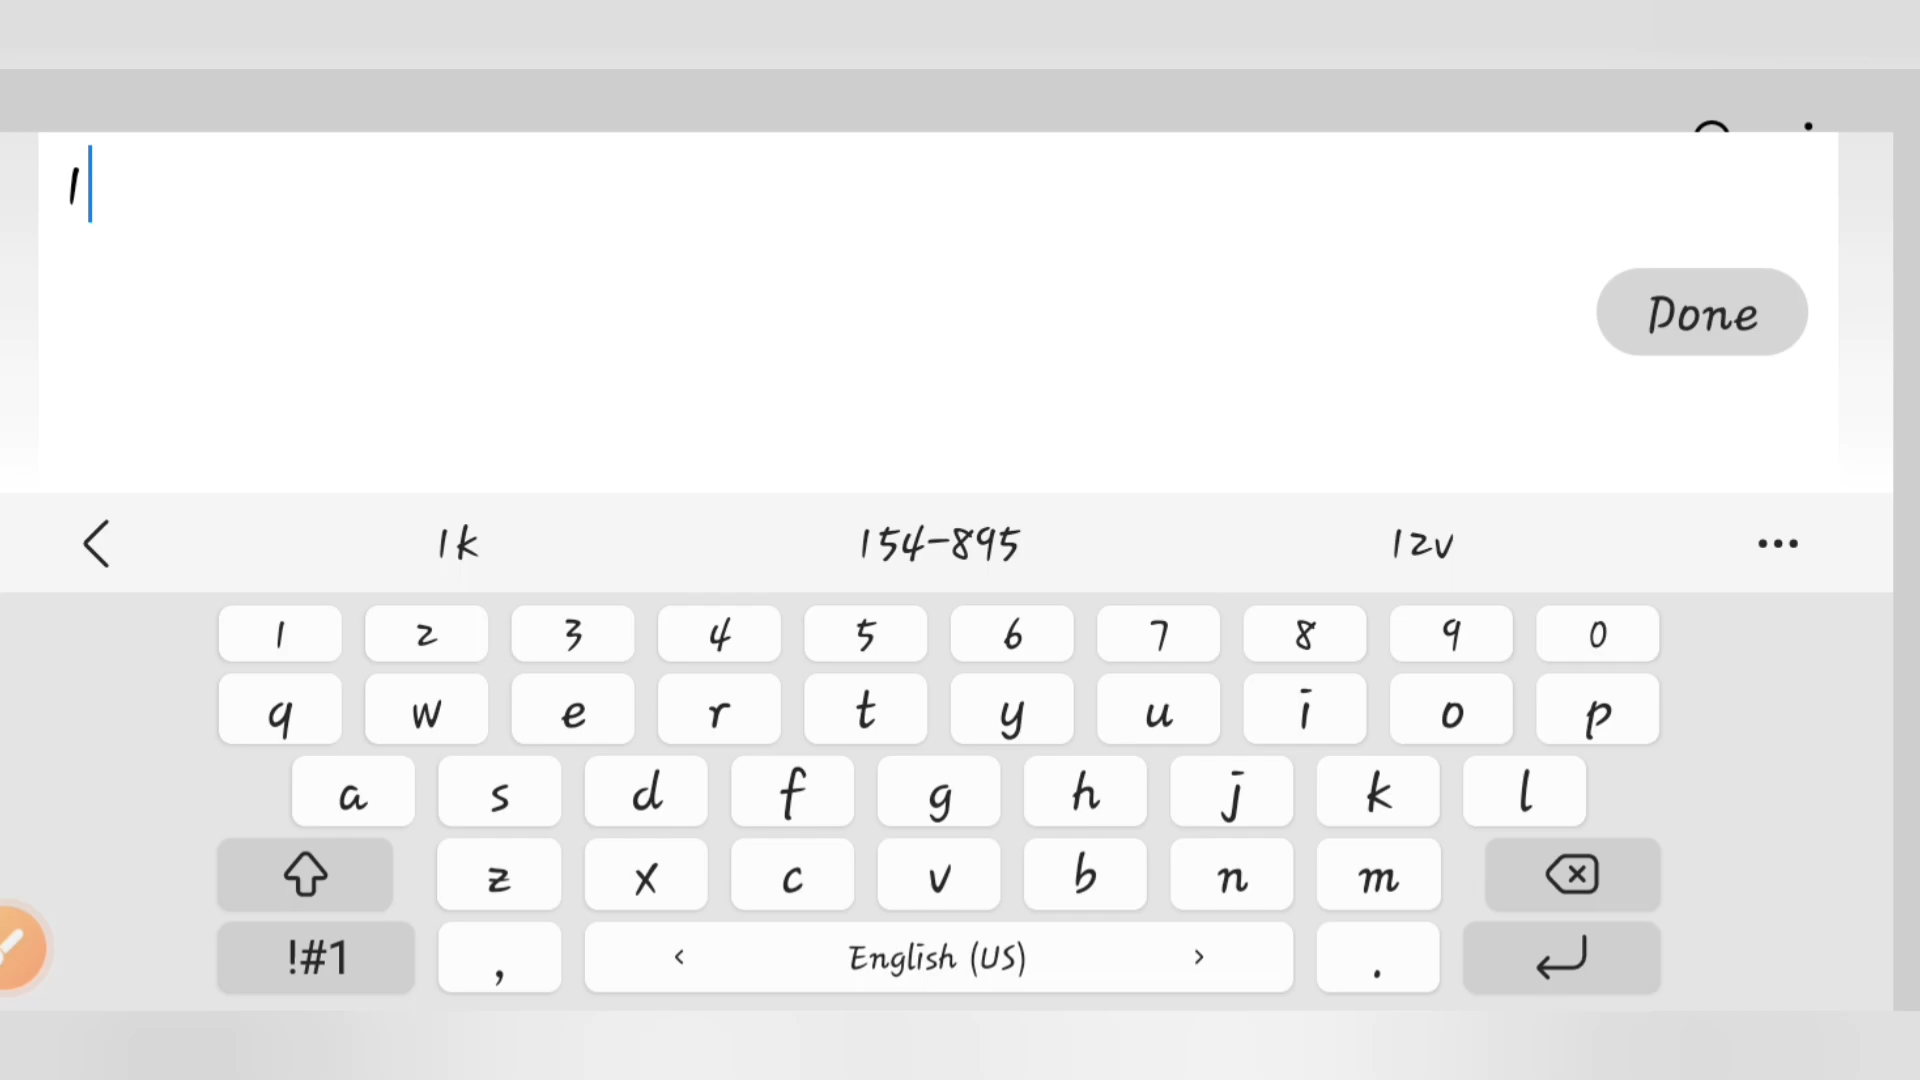 1
Done
1k 154-895 12v
1 2 3 4 5 6 7 8 9 0
q w e r t y u i o p
a s d f g h j k l
z x c v b n m
!#1 , < English (US) > .